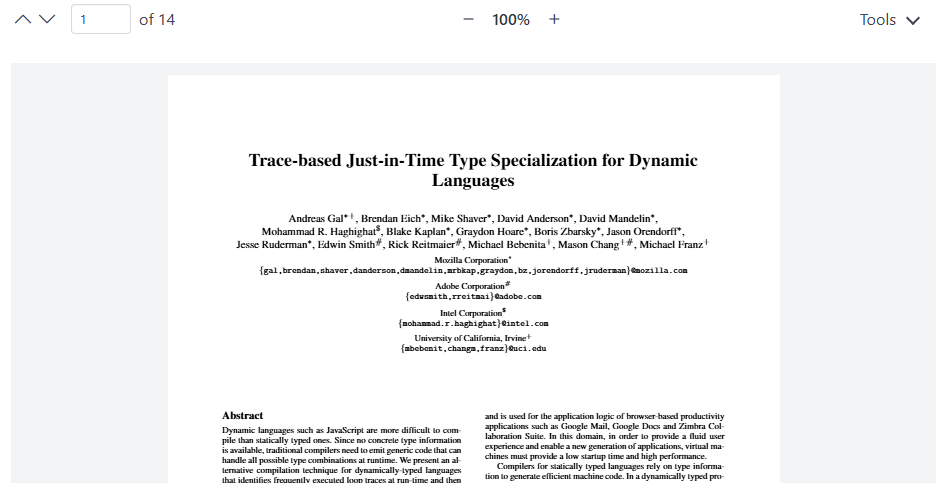 1 of 14
100%
Tools
Trace-based Just-in-Time Type Specialization for Dynamic
Languages
Andreas Gal*+, Brendan Eich*, Mike Shaver*, David Anderson*, David Mandelin*,
Mohammad R. Haghighat$, Blake Kaplan*, Graydon Hoare*, Boris Zbarsky*, Jason Orendorff*,
Jesse Ruderman*, Edwin Smith#, Rick Reitmaier#, Michael Bebenita+, Mason Chang+#, Michael Franz+
Mozilla Corporation*
{gal,brendan,shaver,danderson,dmandelin,mrbkap,graydon,bz,jorendorff,jruderman}@mozilla.com
Adobe Corporation#
{edwsmith,rreitmai}@adobe.com
Intel Corporation$
{mohammad.r.haghighat}@intel.com
University of California, Irvine+
{mbebenit,changm,franz}@uci.edu
Abstract
Dynamic languages such as JavaScript are more difficult to com-
pile than statically typed ones. Since no concrete type information
is available, traditional compilers need to emit generic code that can
handle all possible type combinations at runtime. We present an al-
ternative compilation technique for dynamically-typed languages
that identifies frequently executed loop traces at run-time and then
and is used for the application logic of browser-based productivity
applications such as Google Mail, Google Docs and Zimbra Col-
laboration Suite. In this domain, in order to provide a fluid user
experience and enable a new generation of applications, virtual ma-
chines must provide a low startup time and high performance.
Compilers for statically typed languages rely on type informa-
tion to generate efficient machine code. In a dynamically typed pro-